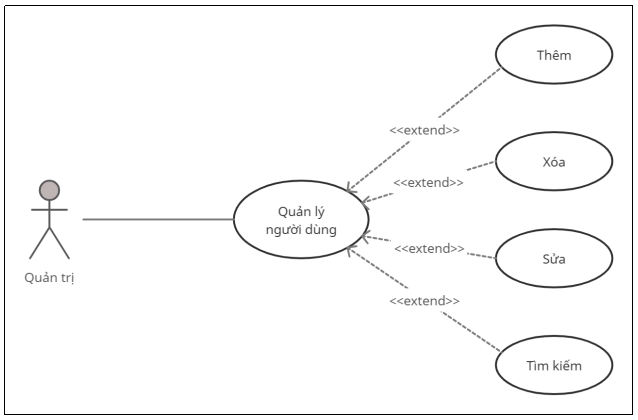 Thêm
<<extend>>
Xóa
<<extend>>
Quản lý
người dùng
<<extend>>
Sửa
Quản trị
<<extend>>
Tìm kiếm